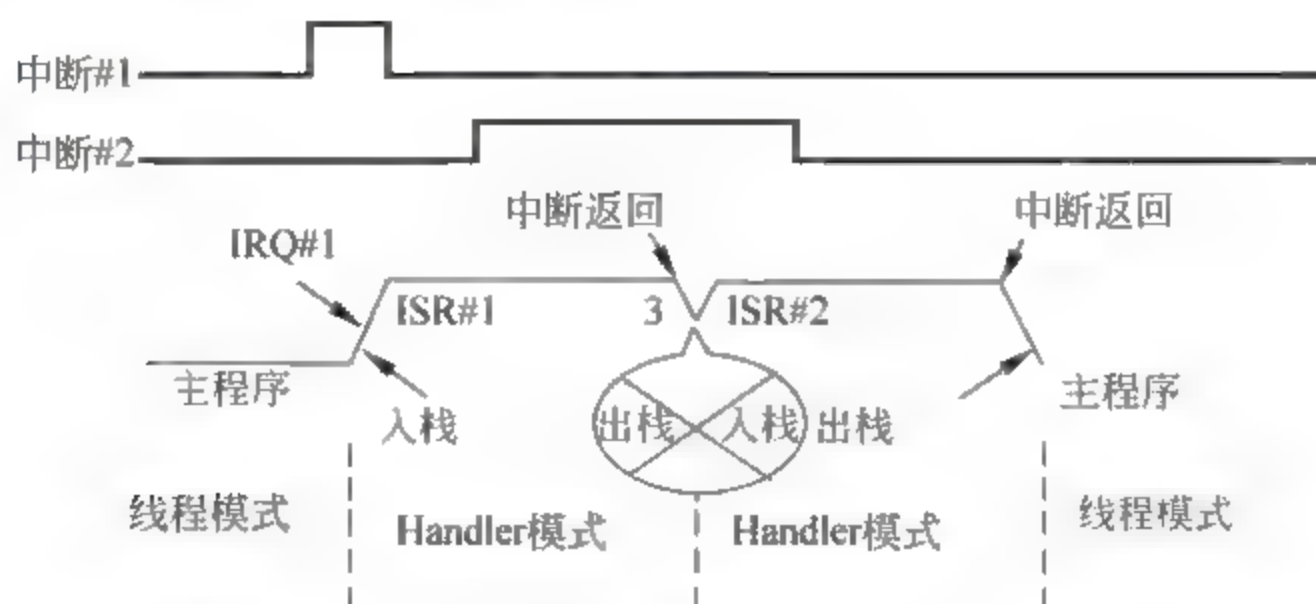 中断#1
中断#2
中断返回
中断返回
IRQ#1
ISR#1
3
ISR#2
主程序
主程序
入栈
出栈
入栈
出栈
线程模式
Handler模式
Handler模式
线程模式